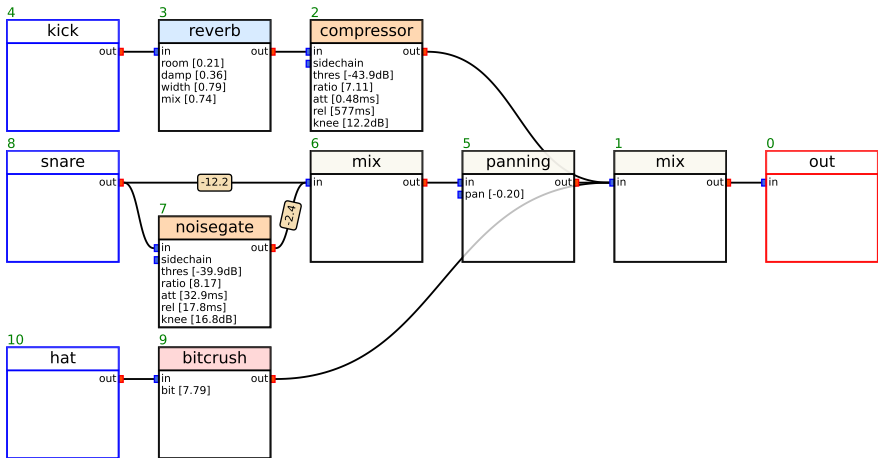 4
kick
out
3
reverb
in
out
room [0.21]
damp [0.36]
width [0.79]
mix [0.74]
2
compressor
in
out
sidechain
thres [-43.9dB]
ratio [7.11]
att [0.48ms]
rel [577ms]
knee [12.2dB]
8
snare
out
-12.2
-2.4
7
noisegate
in
out
sidechain
thres [-39.9dB]
ratio [8.17]
att [32.9ms]
rel [17.8ms]
knee [16.8dB]
6
mix
in
out
5
panning
in
out
pan [-0.20]
1
mix
in
out
0
out
in
10
hat
out
9
bitcrush
in
out
bit [7.79]